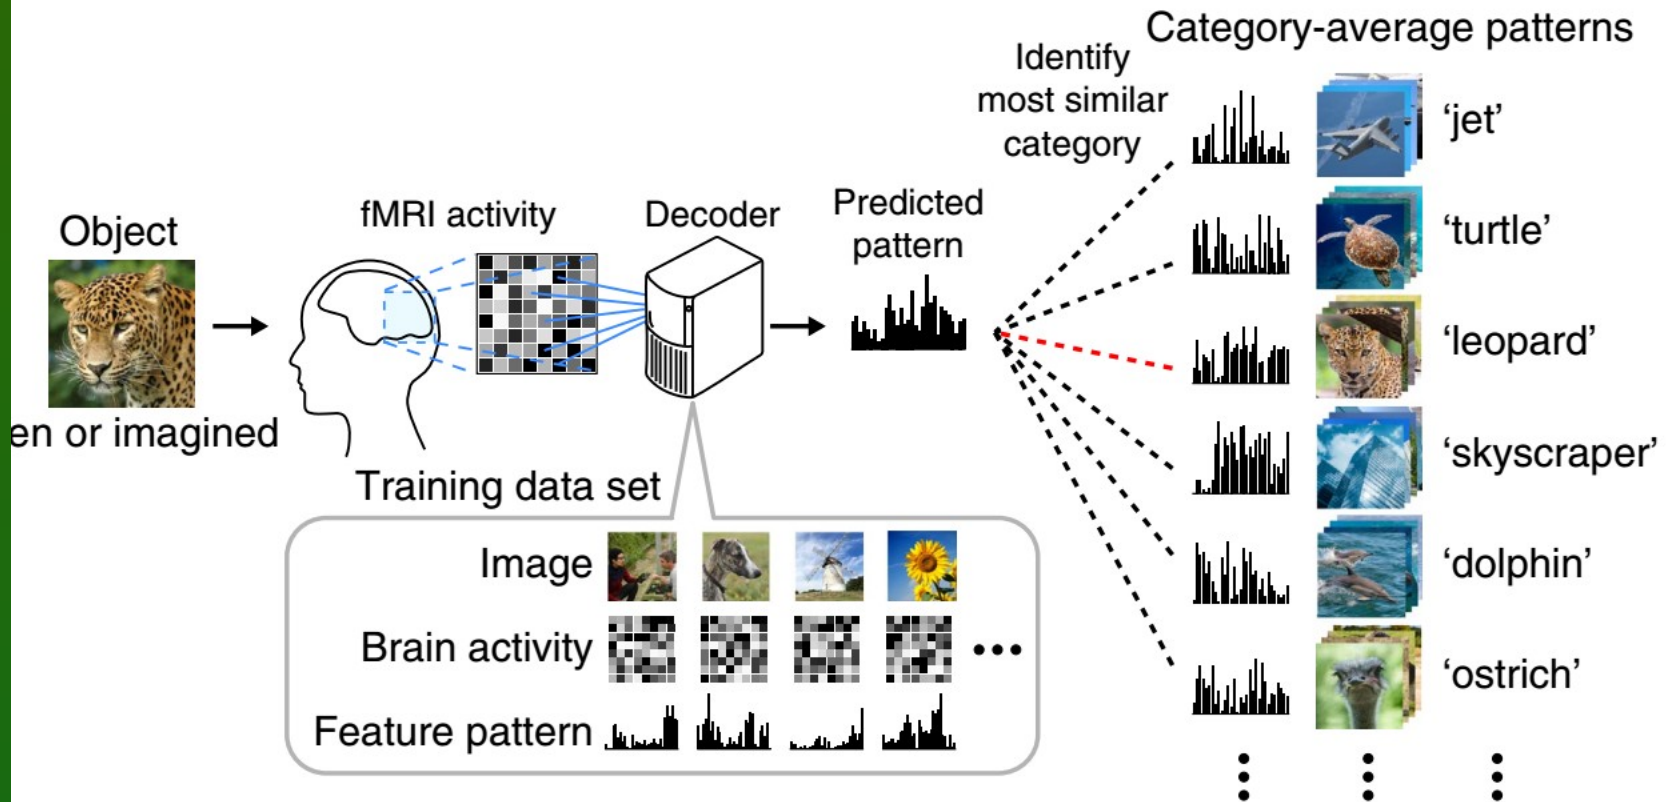 Category-average patterns
Identify
most similar
category
'jet'
'turtle'
'leopard'
'skyscraper'
'dolphin'
'ostrich'
Object
en or imagined
fMRI activity
Decoder
Predicted
pattern
Training data set
Image
Brain activity
Feature pattern